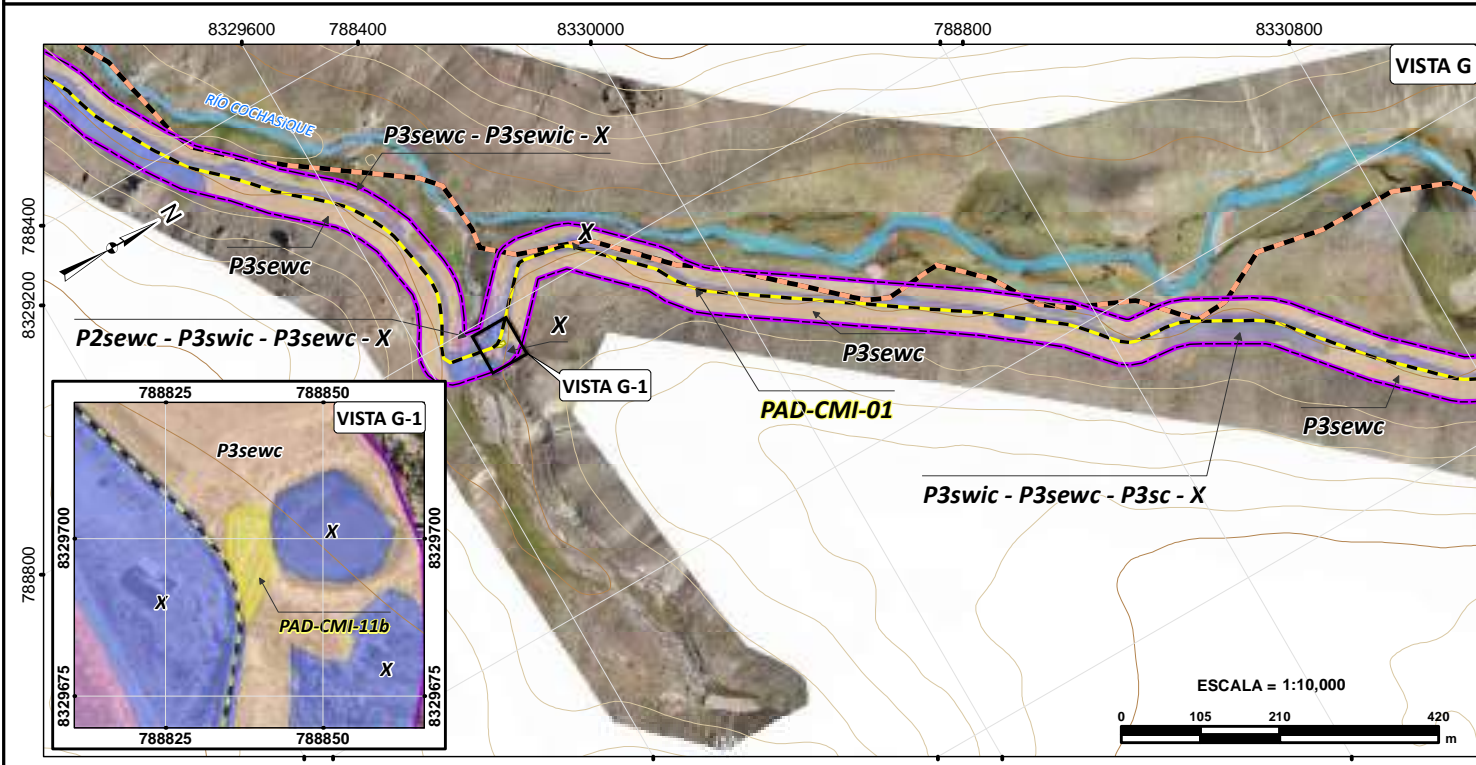 8329600
788400
8330000
788800
8330800
VISTA G
RÍO COCHASIQUE
P3sewc - P3sewic - X
788400
N
X
P3sewc
8329200
P2sewc - P3swic - P3sewc - X
X
P3sewc
VISTA G-1
PAD-CMI-01
P3sewc
788825
788850
VISTA G-1
P3sewc
P3swic - P3sewc - P3sc - X
8329700
X
8329700
788800
X
PAD-CMI-11b
X
8329675
8329675
788825
788850
ESCALA = 1:10,000
0
105
210
420
m